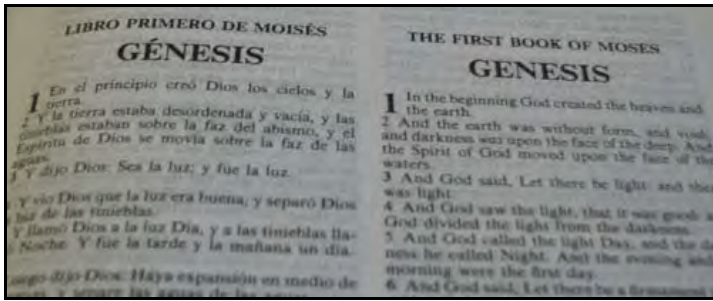 LIBRO PRIMERO DE MOISÉS
GÉNESIS
1 En el principio creó Dios los cielos y la
tierra.
2 Y la tierra estaba desordenada y vacía, y las
tinieblas estaban sobre la faz del abismo, y el
Espíritu de Dios se movía sobre la faz de las
aguas.
3 Y dijo Dios: Sea la luz; y fue la luz.
Y vio Dios que la luz era buena; y separó Dios
luz de las tinieblas.
Y llamó Dios a la luz Día, y a las tinieblas lla-
Noche. Y fue la tarde y la mañana un día.
Luego dijo Dios: Haya expansión en medio de
aguas, y separe las aguas de las aguas.
THE FIRST BOOK OF MOSES
GENESIS
1 In the beginning God created the heaven and
the earth.
2 And the earth was without form, and void;
and darkness was upon the face of the deep. And
the Spirit of God moved upon the face of the
waters.
3 And God said, Let there be light: and there
was light.
4 And God saw the light, that it was good: a
God divided the light from the darkness.
5 And God called the light Day, and the da
ness he called Night. And the evening and
morning were the first day.
6 And God said, Let there be a firmament